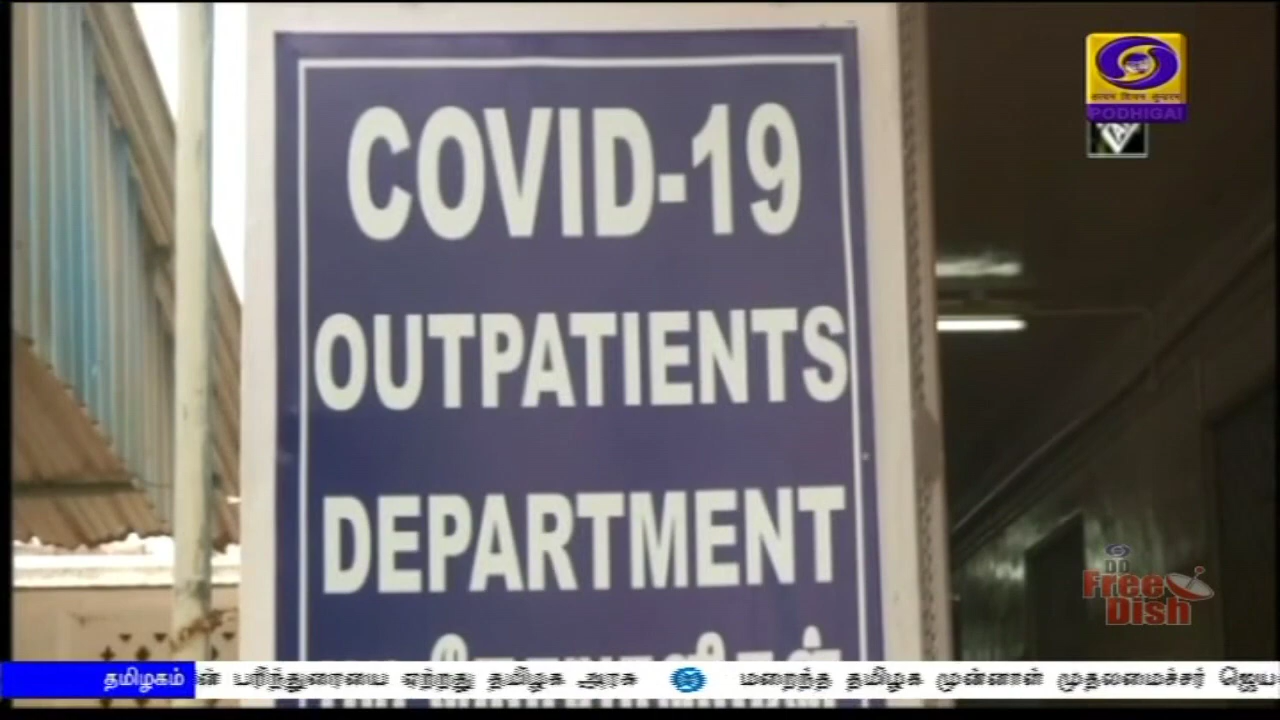 COVID-19
OUTPATIENTS
DEPARTMENT
PODHIGAI
DD
Free
Dish
தமிழகம்
ன் பரிந்துரையை ஏற்றது தமிழக அரசு மறைந்த தமிழக முன்னாள் முதலமைச்சர் ஜெய